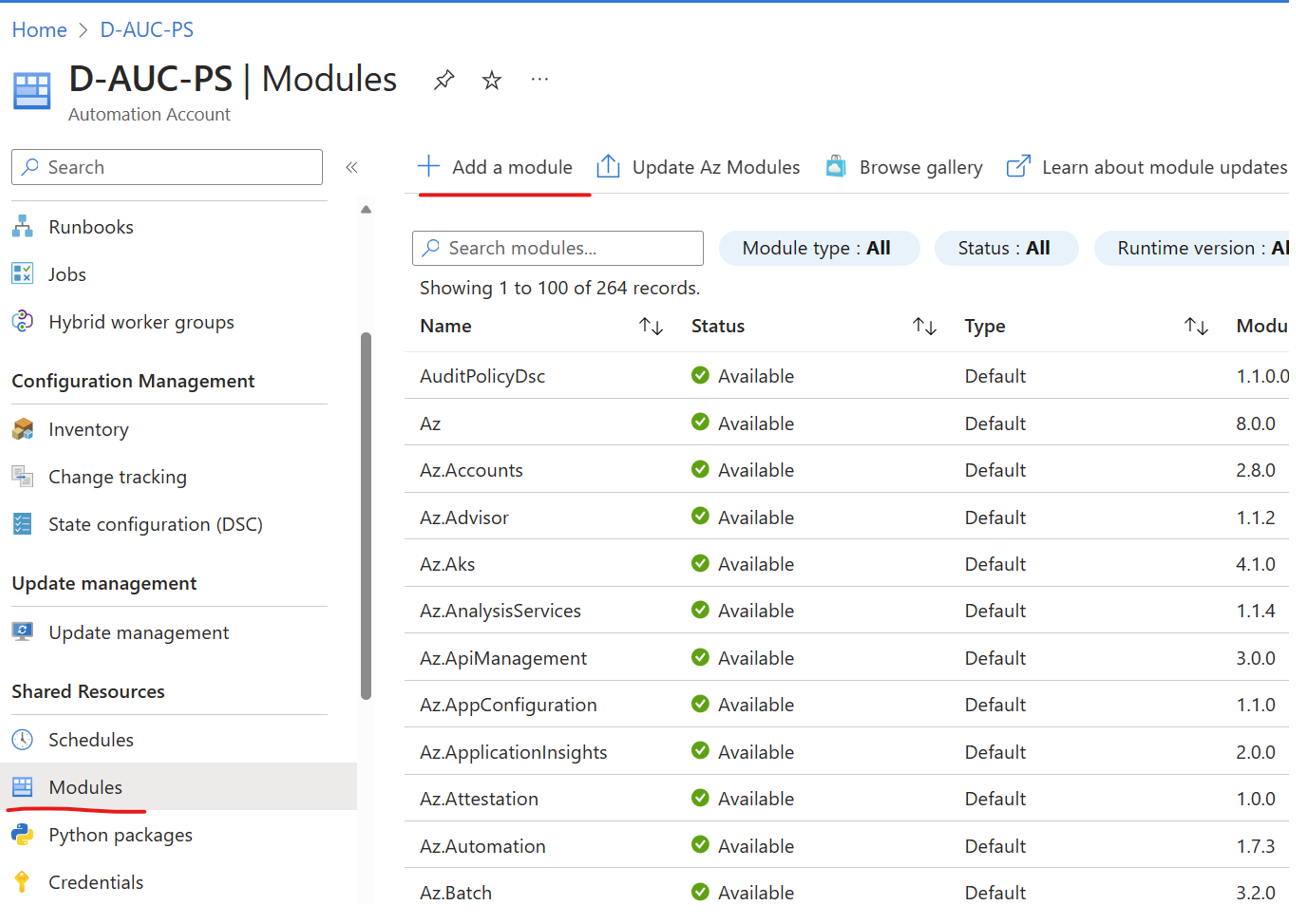 Home > D-AUC-PS
D-AUC-PS | Modules ...
Automation Account
Search «
Runbooks
Jobs
Hybrid worker groups
Configuration Management
Inventory
Change tracking
State configuration (DSC)
Update management
Update management
Shared Resources
Schedules
Modules
Python packages
Credentials
+ Add a module Update Az Modules Browse gallery Learn about module updates
Search modules...
Module type : All Status : All Runtime version : Al
Showing 1 to 100 of 264 records.
Name Status Type Modu
AuditPolicyDsc Available Default 1.1.0.0
Az Available Default 8.0.0
Az.Accounts Available Default 2.8.0
Az.Advisor Available Default 1.1.2
Az.Aks Available Default 4.1.0
Az.AnalysisServices Available Default 1.1.4
Az.ApiManagement Available Default 3.0.0
Az.AppConfiguration Available Default 1.1.0
Az.ApplicationInsights Available Default 2.0.0
Az.Attestation Available Default 1.0.0
Az.Automation Available Default 1.7.3
Az.Batch Available Default 3.2.0